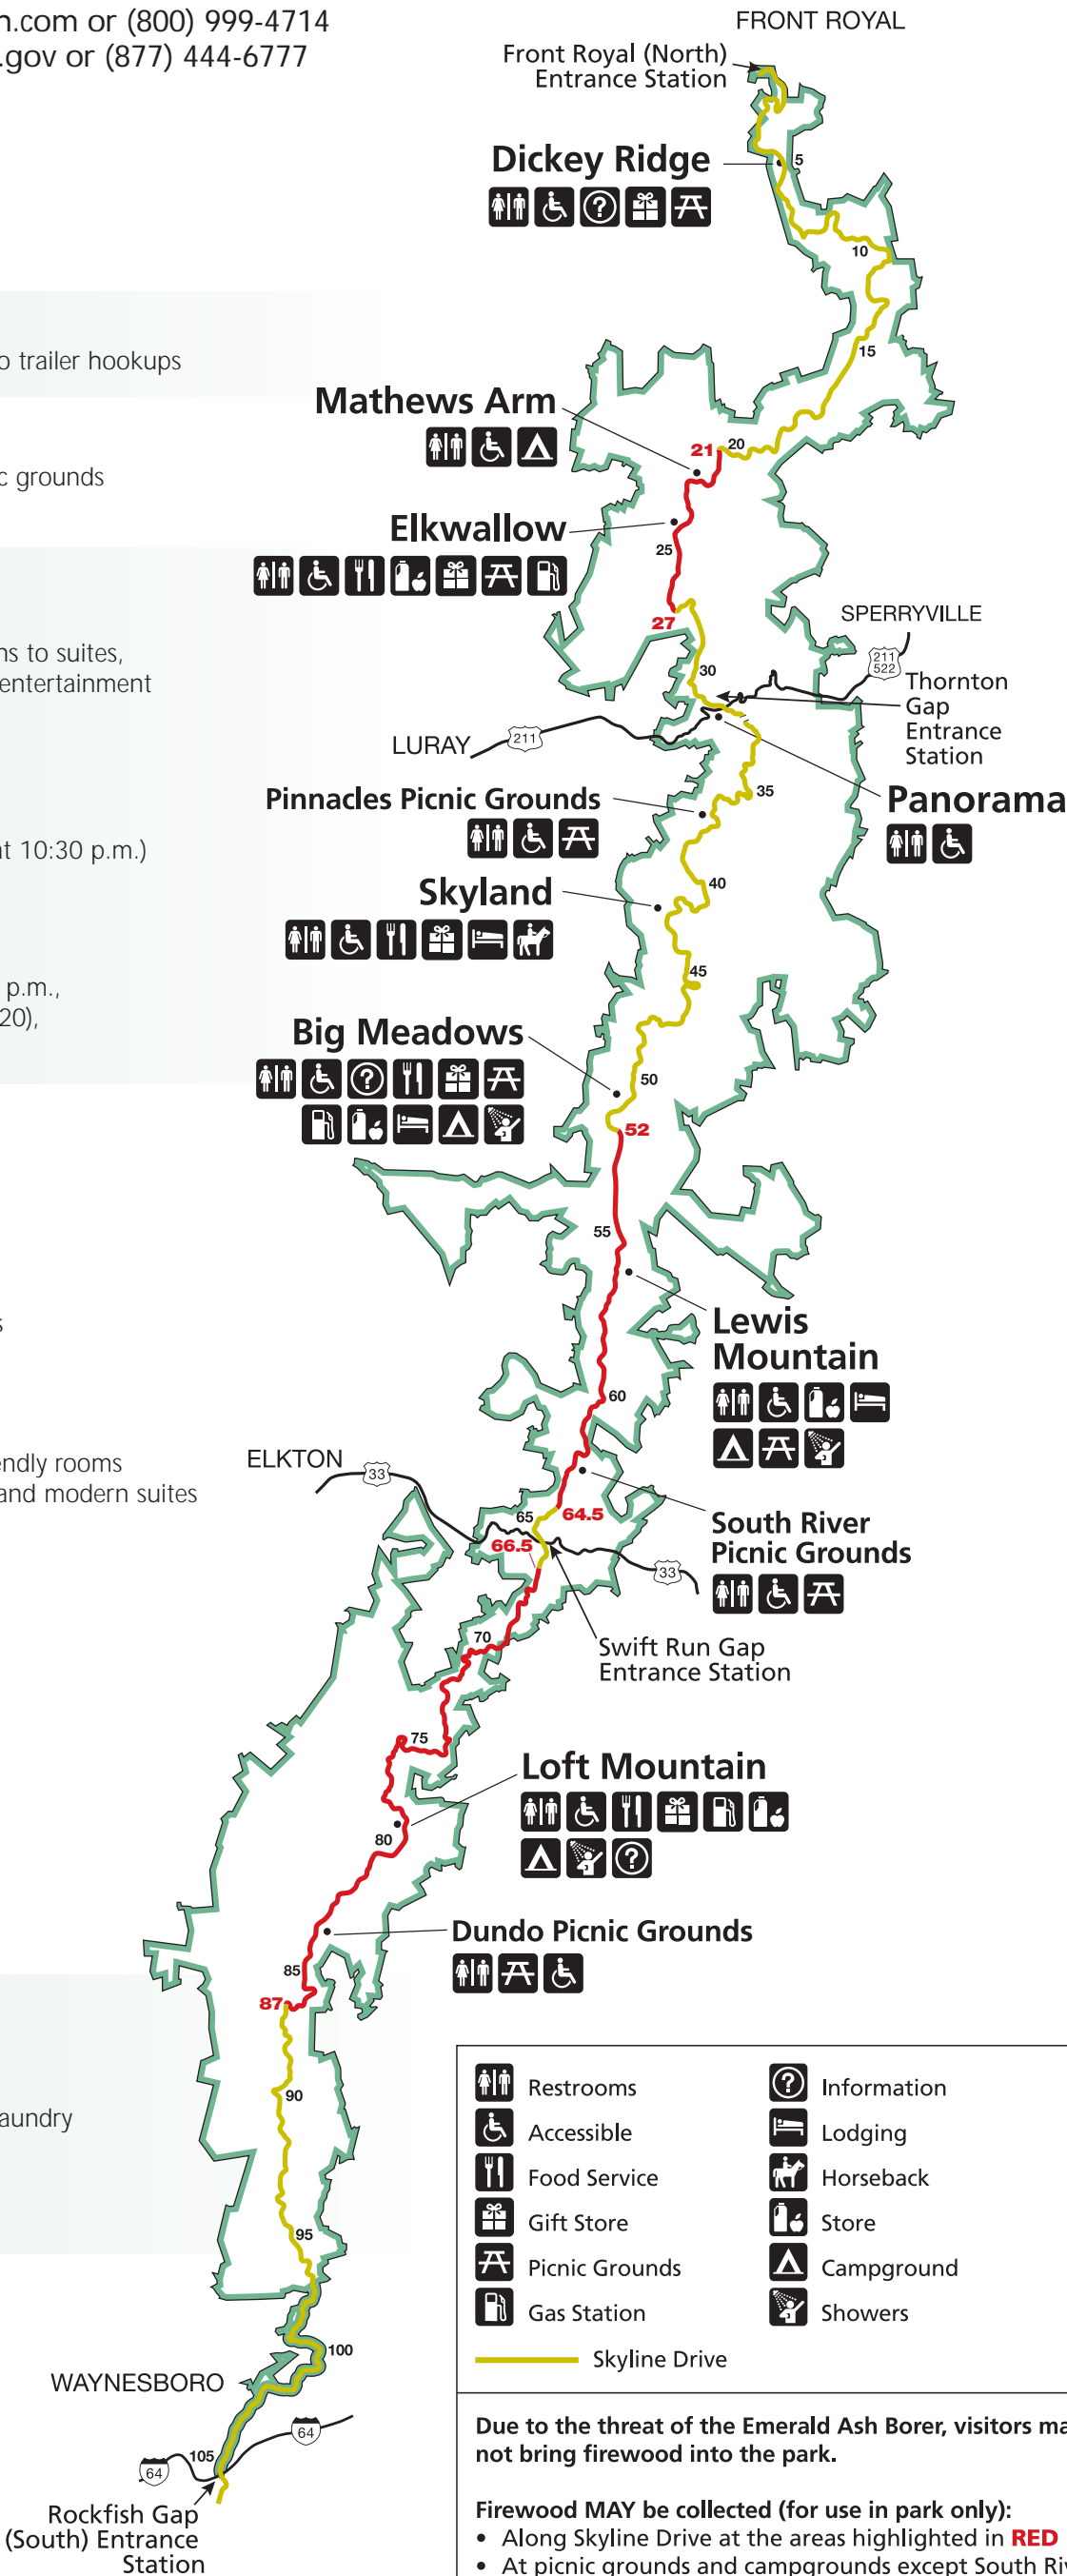 n.com or (800) 999-4714
.gov or (877) 444-6777
FRONT ROYAL
Front Royal (North)
Entrance Station
Dickey Ridge
5
10
15
o trailer hookups
Mathews Arm
21
20
c grounds
Elkwallow
25
27
SPERRYVILLE
211
522
ns to suites,
entertainment
30
Thornton
Gap
Entrance
Station
LURAY
211
35
Pinnacles Picnic Grounds
Panorama
at 10:30 p.m.)
40
Skyland
45
p.m.,
20),
Big Meadows
50
52
55
Lewis
Mountain
s
60
ELKTON
33
endly rooms
and modern suites
65
64.5
South River
Picnic Grounds
66.5
33
70
Swift Run Gap
Entrance Station
75
Loft Mountain
80
Dundo Picnic Grounds
85
87
90
aundry
95
100
WAYNESBORO
64
105
64
Rockfish Gap
(South) Entrance
Station
Restrooms
Accessible
Food Service
Gift Store
Picnic Grounds
Gas Station
Information
Lodging
Horseback
Store
Campground
Showers
Skyline Drive
Due to the threat of the Emerald Ash Borer, visitors ma
not bring firewood into the park.
Firewood MAY be collected (for use in park only):
• Along Skyline Drive at the areas highlighted in RED
• At picnic grounds and campgrounds except South Riv